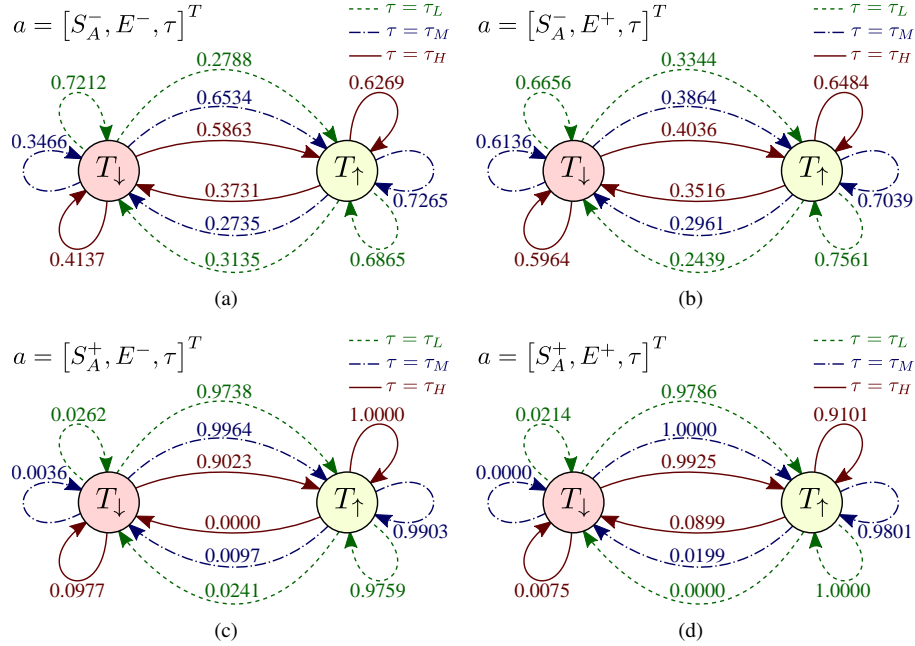 a = [S_A^-, E^-, τ]^T
τ = τ_L
τ = τ_M
τ = τ_H
0.2788
0.7212
0.6269
0.6534
0.3466
0.5863
T↓
T↑
0.3731
0.7265
0.2735
0.4137
0.3135
0.6865
(a)
a = [S_A^-, E^+, τ]^T
τ = τ_L
τ = τ_M
τ = τ_H
0.3344
0.6656
0.6484
0.3864
0.6136
0.4036
T↓
T↑
0.3516
0.7039
0.2961
0.5964
0.2439
0.7561
(b)
a = [S_A^+, E^-, τ]^T
τ = τ_L
τ = τ_M
τ = τ_H
0.9738
0.0262
1.0000
0.9964
0.0036
0.9023
T↓
T↑
0.0000
0.9903
0.0097
0.0977
0.0241
0.9759
(c)
a = [S_A^+, E^+, τ]^T
τ = τ_L
τ = τ_M
τ = τ_H
0.9786
0.0214
0.9101
1.0000
0.0000
0.9925
T↓
T↑
0.0899
0.9801
0.0199
0.0075
0.0000
1.0000
(d)